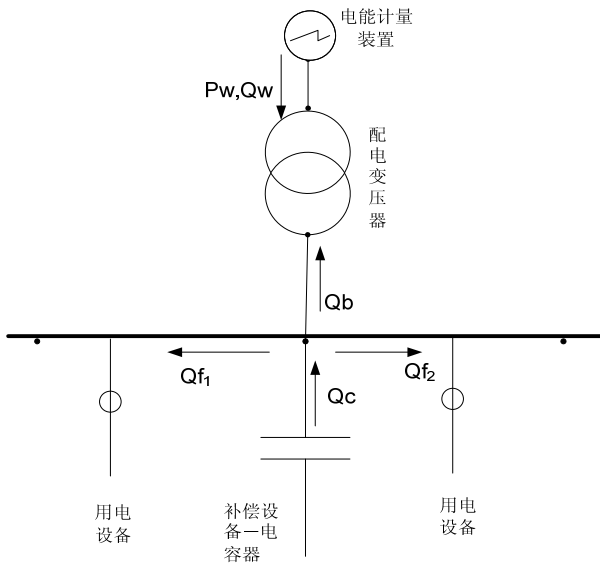 电能计量
装置
Pw,Qw
配
电
变
压
器
Qb
Qf₁
Qf₂
Qc
用电
设备
补偿设
备—电
容器
用电
设备